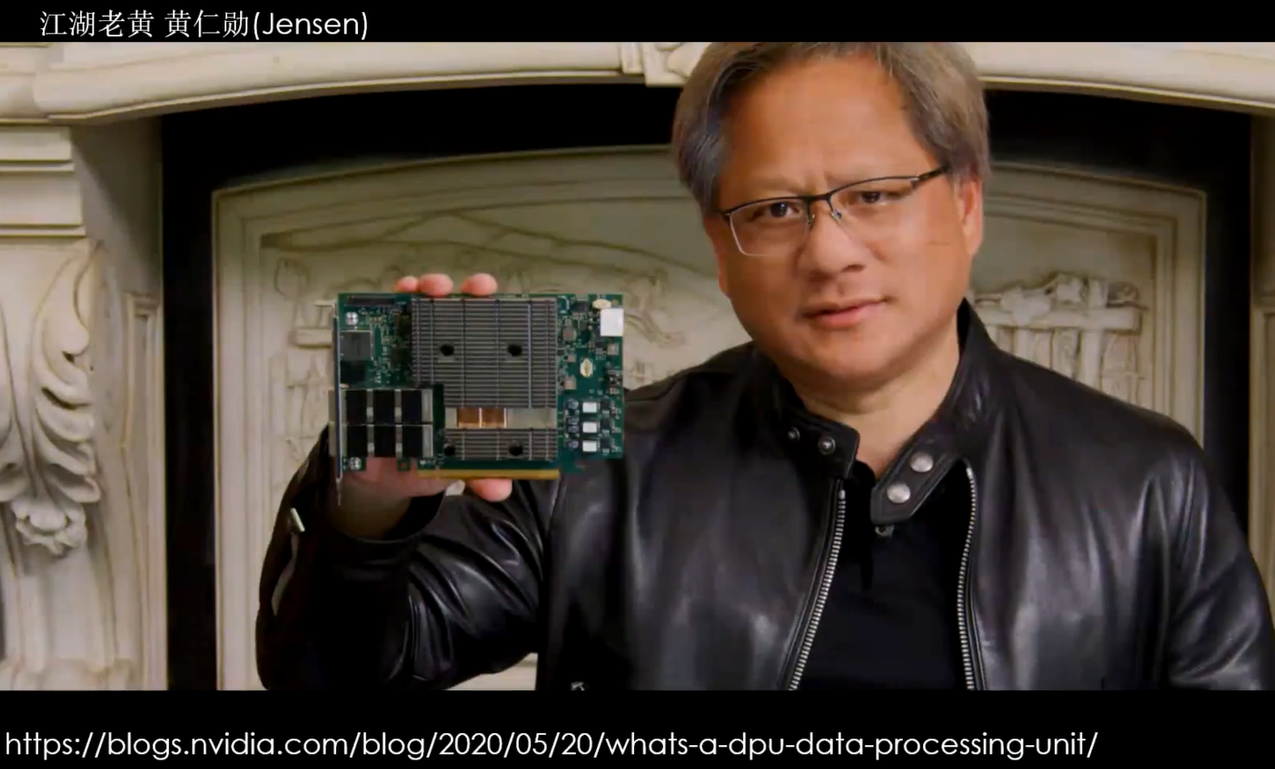 江湖老黄 黄仁勋(Jensen)
https://blogs.nvidia.com/blog/2020/05/20/whats-a-dpu-data-processing-unit/